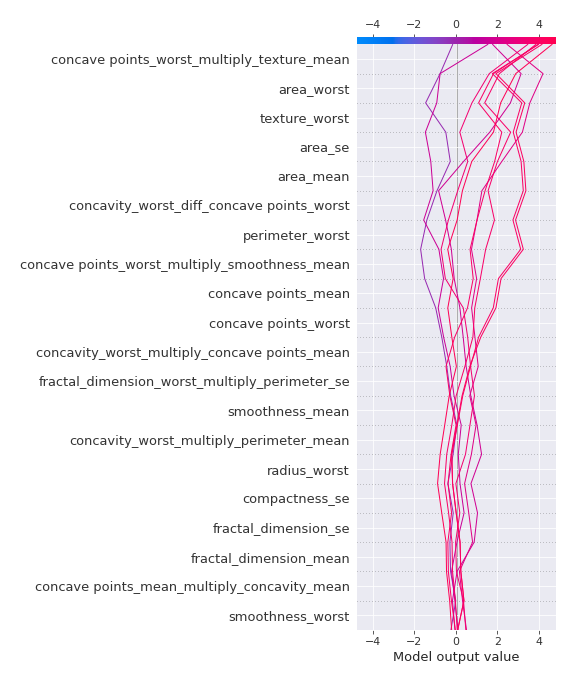 −4 −2 0 2 4
concave points_worst_multiply_texture_mean
area_worst
texture_worst
area_se
area_mean
concavity_worst_diff_concave points_worst
perimeter_worst
concave points_worst_multiply_smoothness_mean
concave points_mean
concave points_worst
concavity_worst_multiply_concave points_mean
fractal_dimension_worst_multiply_perimeter_se
smoothness_mean
concavity_worst_multiply_perimeter_mean
radius_worst
compactness_se
fractal_dimension_se
fractal_dimension_mean
concave points_mean_multiply_concavity_mean
smoothness_worst
−4 −2 0 2 4
Model output value